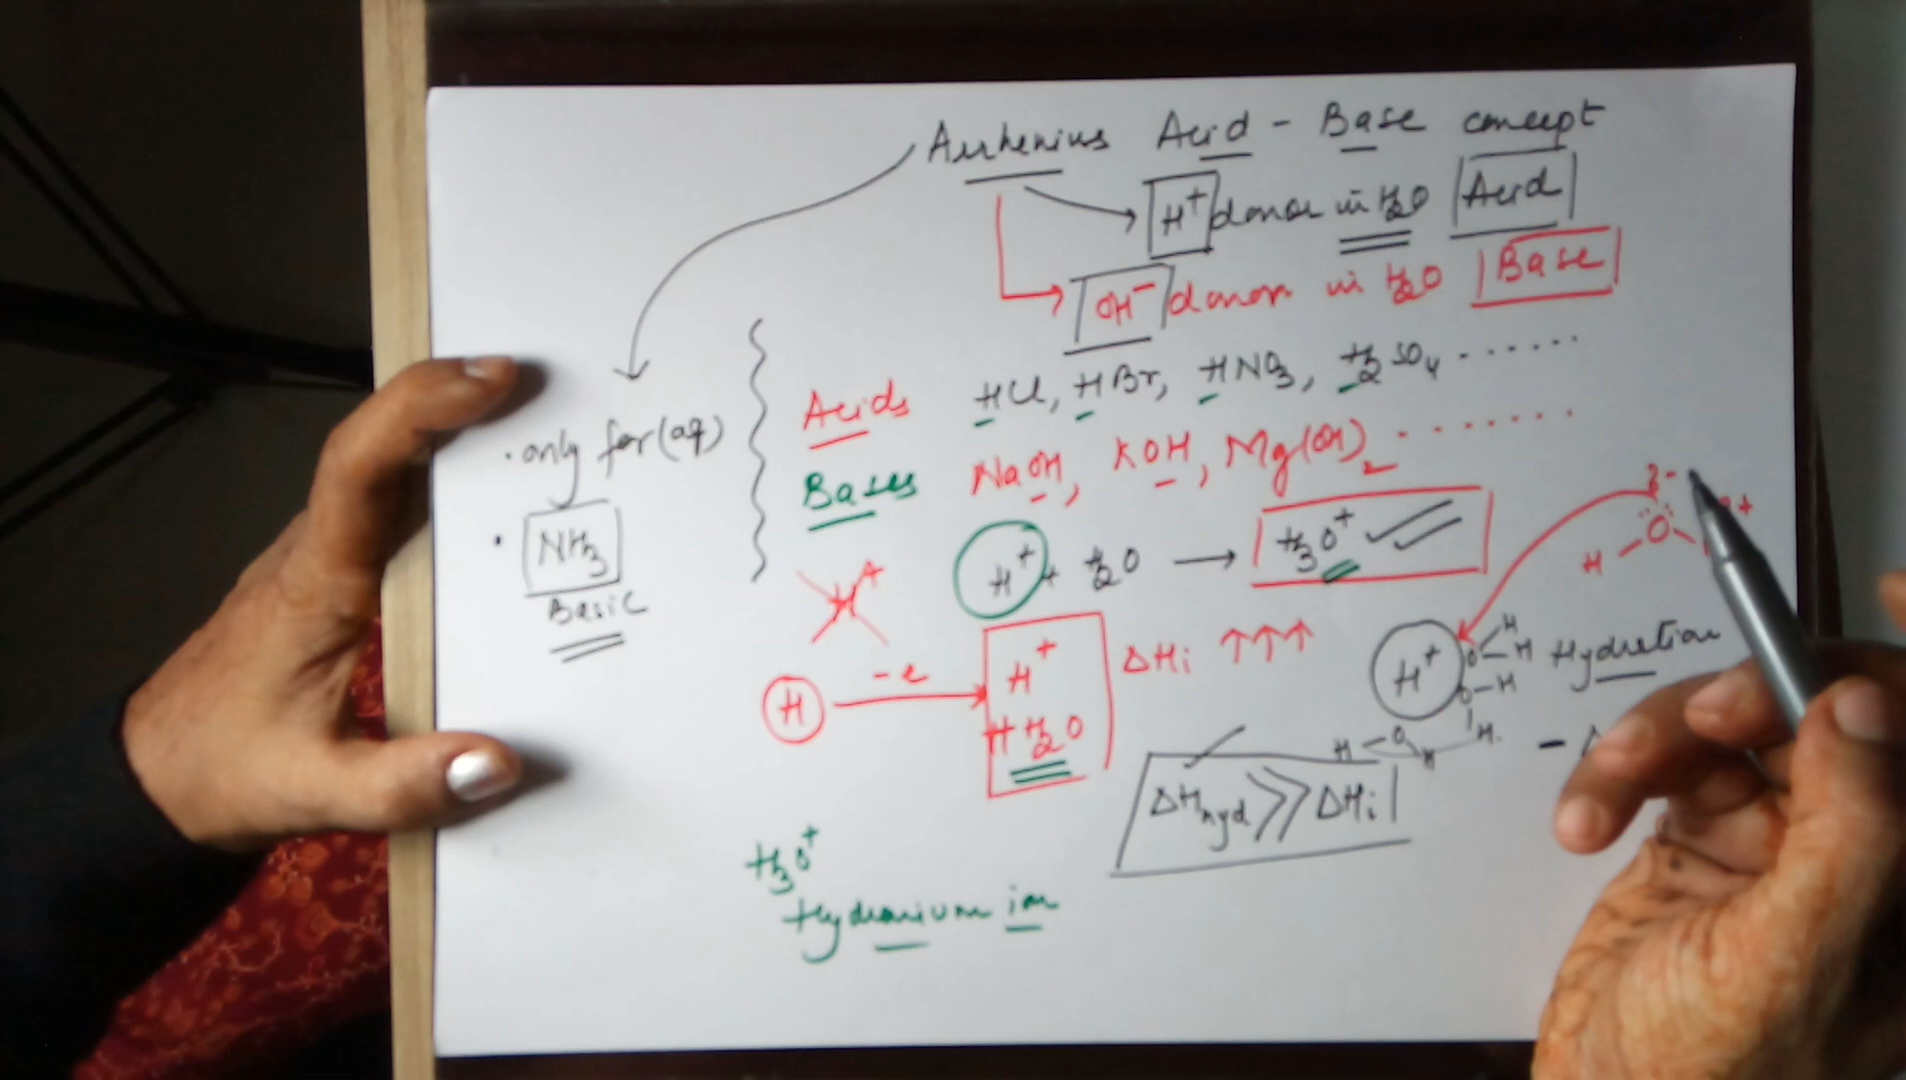 Arrhenius Acid - Base concept
H⁺ donor in H₂O Acid
OH⁻ donor in H₂O Base
Acids HCl, HBr, HNO₃, H₂SO₄ .......
Bases NaOH, KOH, Mg(OH)₂ ........
• only for (aq)
• NH₃
Basic
H⁺
H⁺ + H₂O → H₃O⁺
H -e → H⁺ ΔHi ↑↑↑
H₂O
H O
H⁺ O-H H Hydration
O-H
H
H-O H
- Δ
ΔHhyd >> ΔHi
H₃O⁺
Hydronium ion